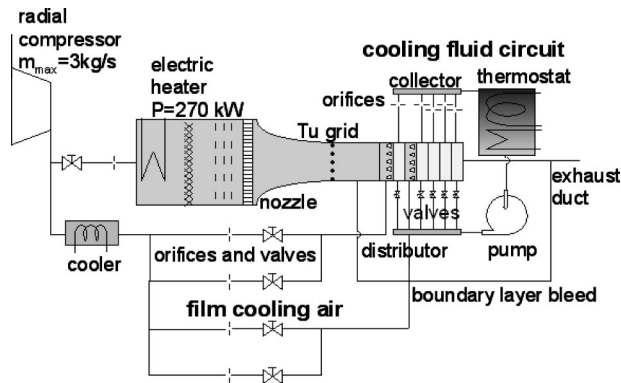 radial
compressor
m max=3kg/s
electric
heater
P=270 kW
cooling fluid circuit
collector
thermostat
orifices
Tu grid
nozzle
exhaust
duct
valves
distributor
pump
cooler
orifices and valves
boundary layer bleed
film cooling air